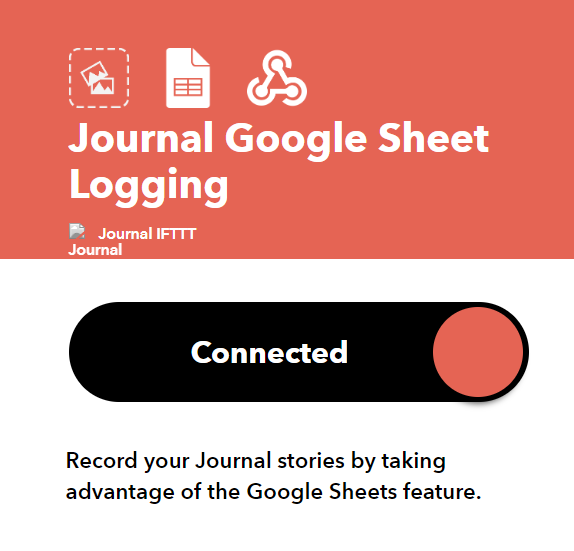 Journal Google Sheet
Logging
Journal IFTTT
Journal
Connected
Record your Journal stories by taking
advantage of the Google Sheets feature.